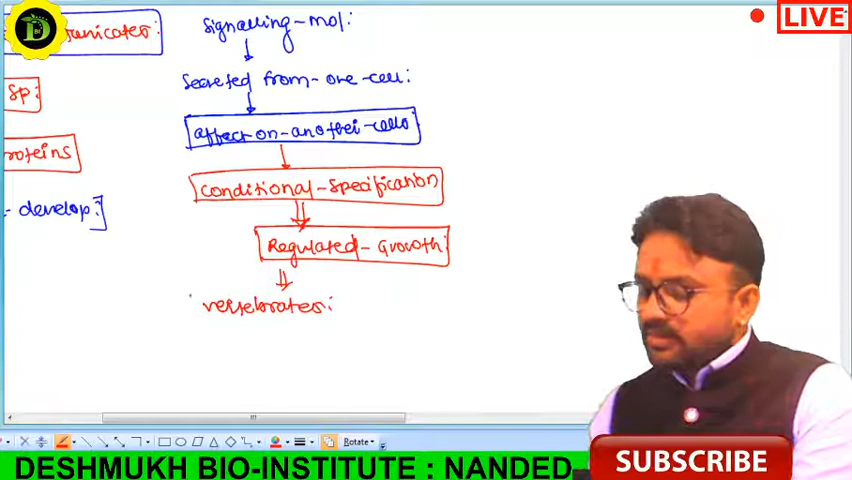 LIVE
unicates:
Signalling-mol:
Secreted from-one-cell:
Sp:
affect on-another-cells
roteins
conditional-specification
- develop:
Regulated-Growth:
vertebrates:
Rotate
DESHMUKH BIO-INSTITUTE : NANDED
SUBSCRIBE